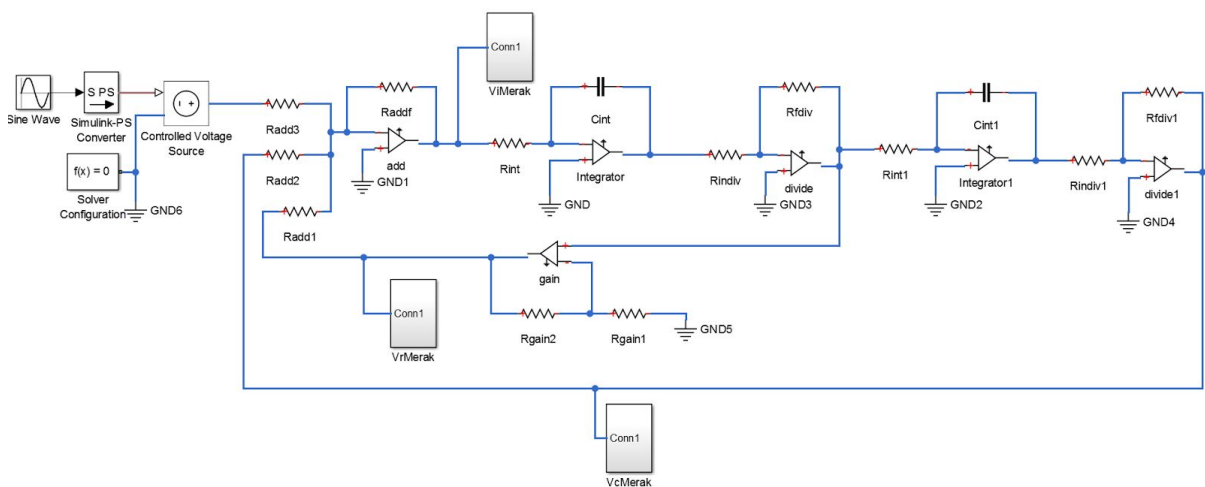 Conn1
ViMerak
Sine Wave
S PS
Simulink-PS
Converter
Controlled Voltage
Source
f(x) = 0
Solver
Configuration
GND6
Radd3
Radd2
Radd1
Raddf
add
GND1
Rint
Cint
Integrator
GND
Rindiv
Rfdiv
divide
GND3
Rint1
Cint1
Integrator1
GND2
Rindiv1
Rfdiv1
divide1
GND4
gain
Rgain2
Rgain1
GND5
Conn1
VrMerak
Conn1
VcMerak